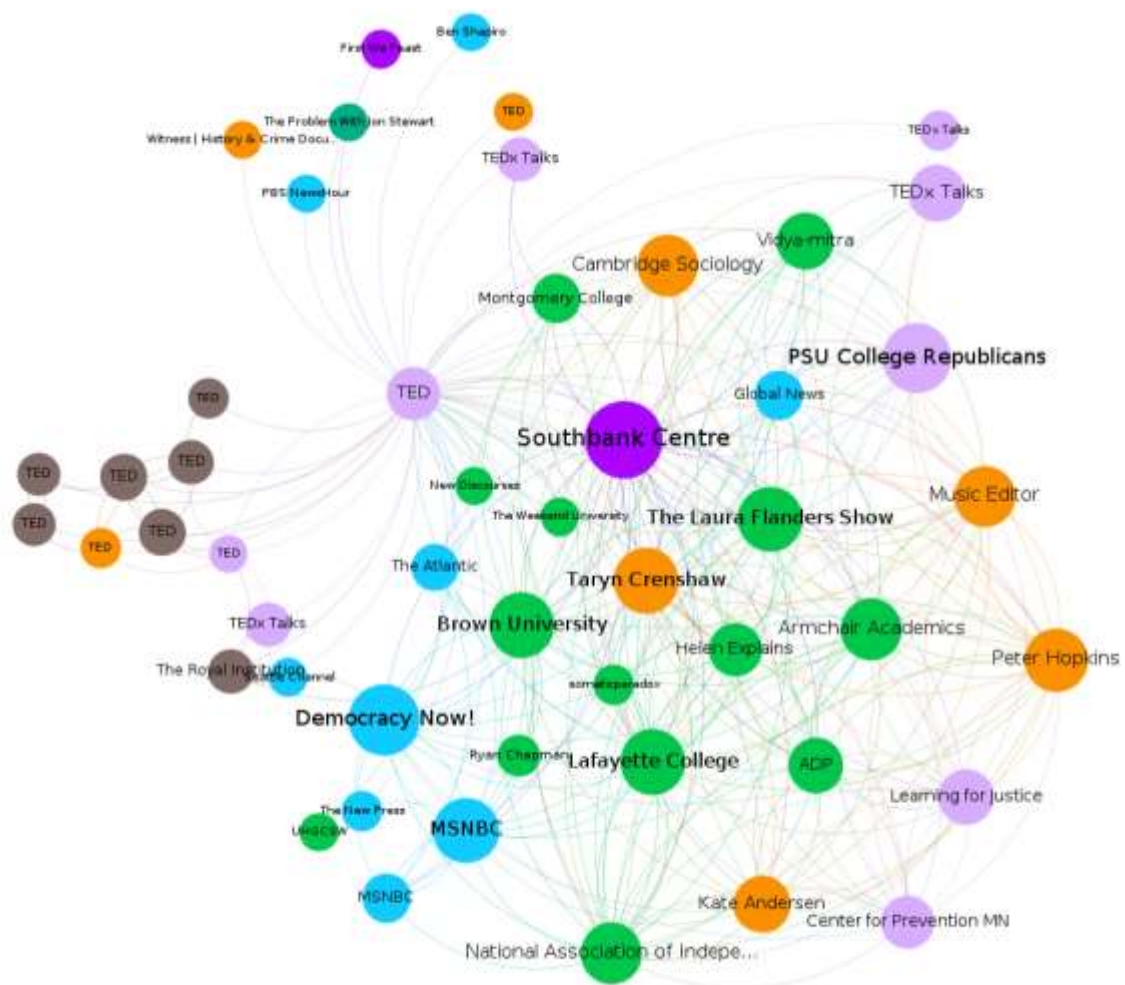 Ben Shapiro
First We Feast
TED
The Problem With Jon Stewart
Witness | History & Crime Docu...
TEDx Talks
TEDx Talks
PBS NewsHour
TEDx Talks
Vidya-mitra
Cambridge Sociology
Montgomery College
PSU College Republicans
TED
Global News
TED
Southbank Centre
TED
TED
TED
New Discourses
Music Editor
The Weekend University
The Laura Flanders Show
TED
TED
TED
TED
The Atlantic
Taryn Crenshaw
TEDx Talks
Brown University
Armchair Academics
Helen Explains
Peter Hopkins
The Royal Institution
Channel
somatoparadox
Democracy Now!
Ryan Chapman
Lafayette College
ADP
Learning for Justice
The New Press
MSNBC
MSNBC
Kate Andersen
Center for Prevention MN
National Association of Indepe...